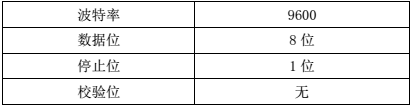 波特率 9600
数据位 8 位
停止位 1 位
校验位 无